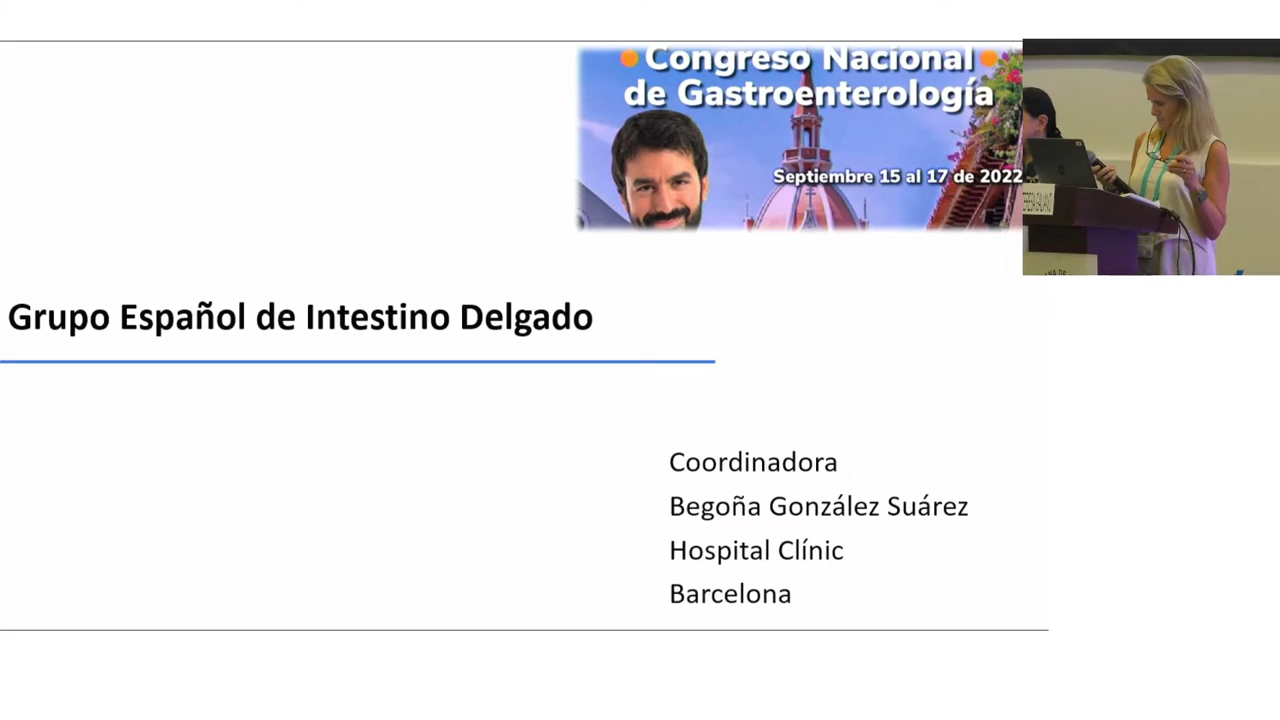 Congreso Nacional
de Gastroenterología
Septiembre 15 al 17 de 2022
Grupo Español de Intestino Delgado
Coordinadora
Begoña González Suárez
Hospital Clínic
Barcelona